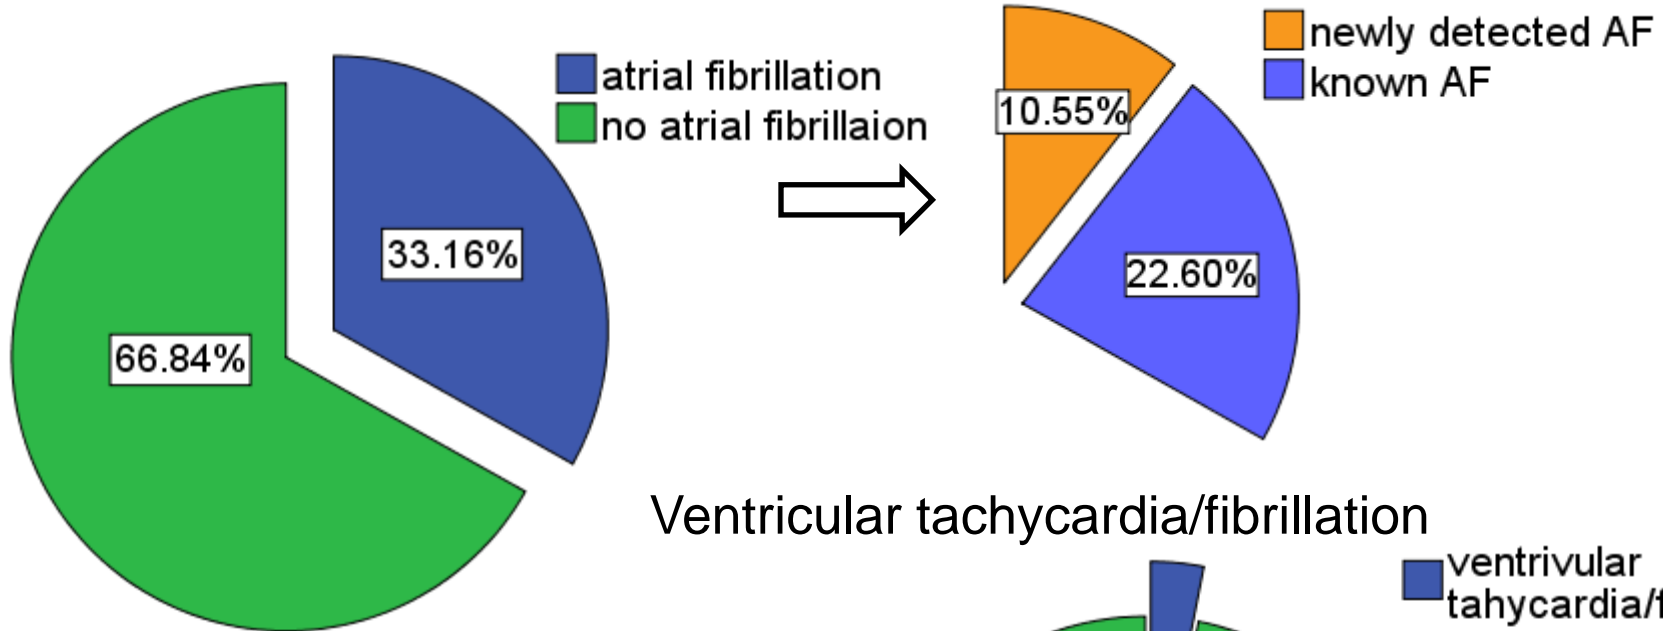 atrial fibrillation
no atrial fibrillaion
33.16%
66.84%
newly detected AF
known AF
10.55%
22.60%
Ventricular tachycardia/fibrillation
ventrivular
tahycardia/f